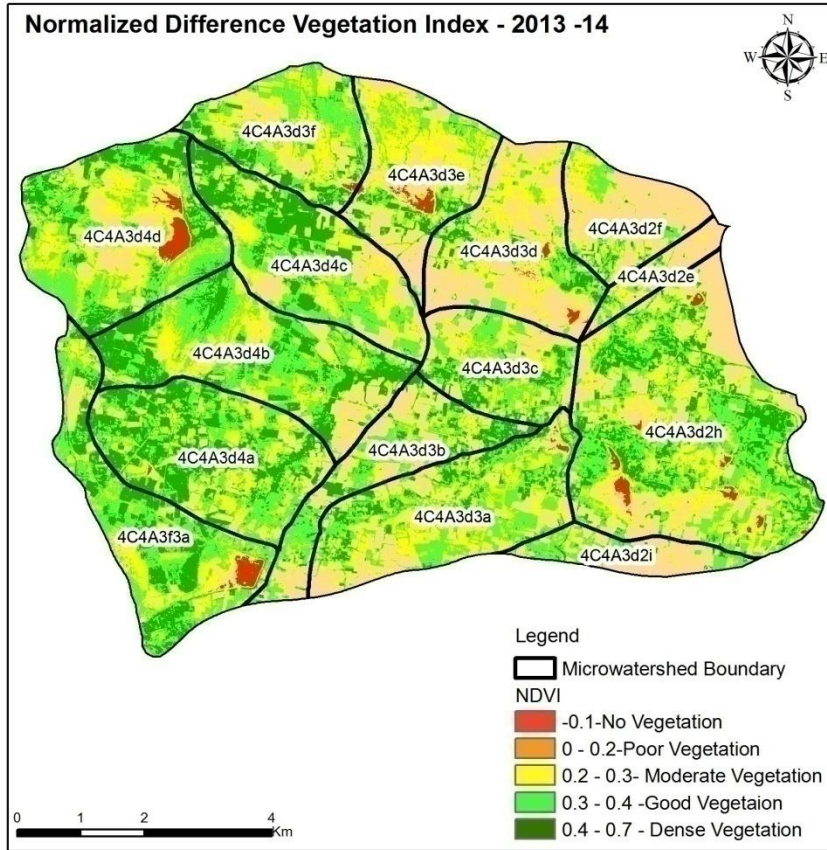 Normalized Difference Vegetation Index - 2013 -14
N
W
E
S
4C4A3d3f
4C4A3d3e
4C4A3d4d
4C4A3d2f
4C4A3d3d
4C4A3d4c
4C4A3d2e
4C4A3d4b
4C4A3d3c
4C4A3d2h
4C4A3d3b
4C4A3d4a
4C4A3d3a
4C4A3f3a
4C4A3d2i
Legend
Microwatershed Boundary
NDVI
-0.1-No Vegetation
0 - 0.2-Poor Vegetation
0.2 - 0.3- Moderate Vegetation
0.3 - 0.4 -Good Vegetaion
0.4 - 0.7 - Dense Vegetation
0 1 2 4
Km